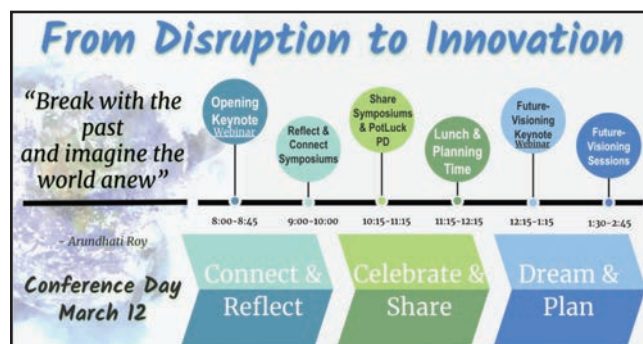 From Disruption to Innovation
“Break with the
past
and imagine the
world anew”
- Arundhati Roy
Conference Day
March 12
Opening
Keynote
Webinar
8:00-8:45
Reflect &
Connect
Symposiums
9:00-10:00
Share
Symposiums
& PotLuck
PD
10:15-11:15
Lunch &
Planning
Time
11:15-12:15
Future-
Visioning
Keynote
Webinar
12:15-1:15
Future-
Visioning
Sessions
1:30-2:45
Connect &
Reflect
Celebrate &
Share
Dream &
Plan